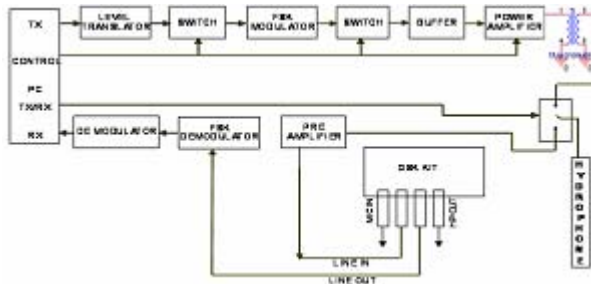 TX
LEVEL
TRANSLATOR
SWITCH
FSK
MODULATOR
SWITCH
BUFFER
POWER
AMPLIFIER
CONTROL
PC
TX/RX
RX
DE MODULATOR
FSK
DEMODULATOR
PRE
AMPLIFIER
DSK KIT
MIC IN
HP OUT
LINE IN
LINE OUT
HYDROPHONE